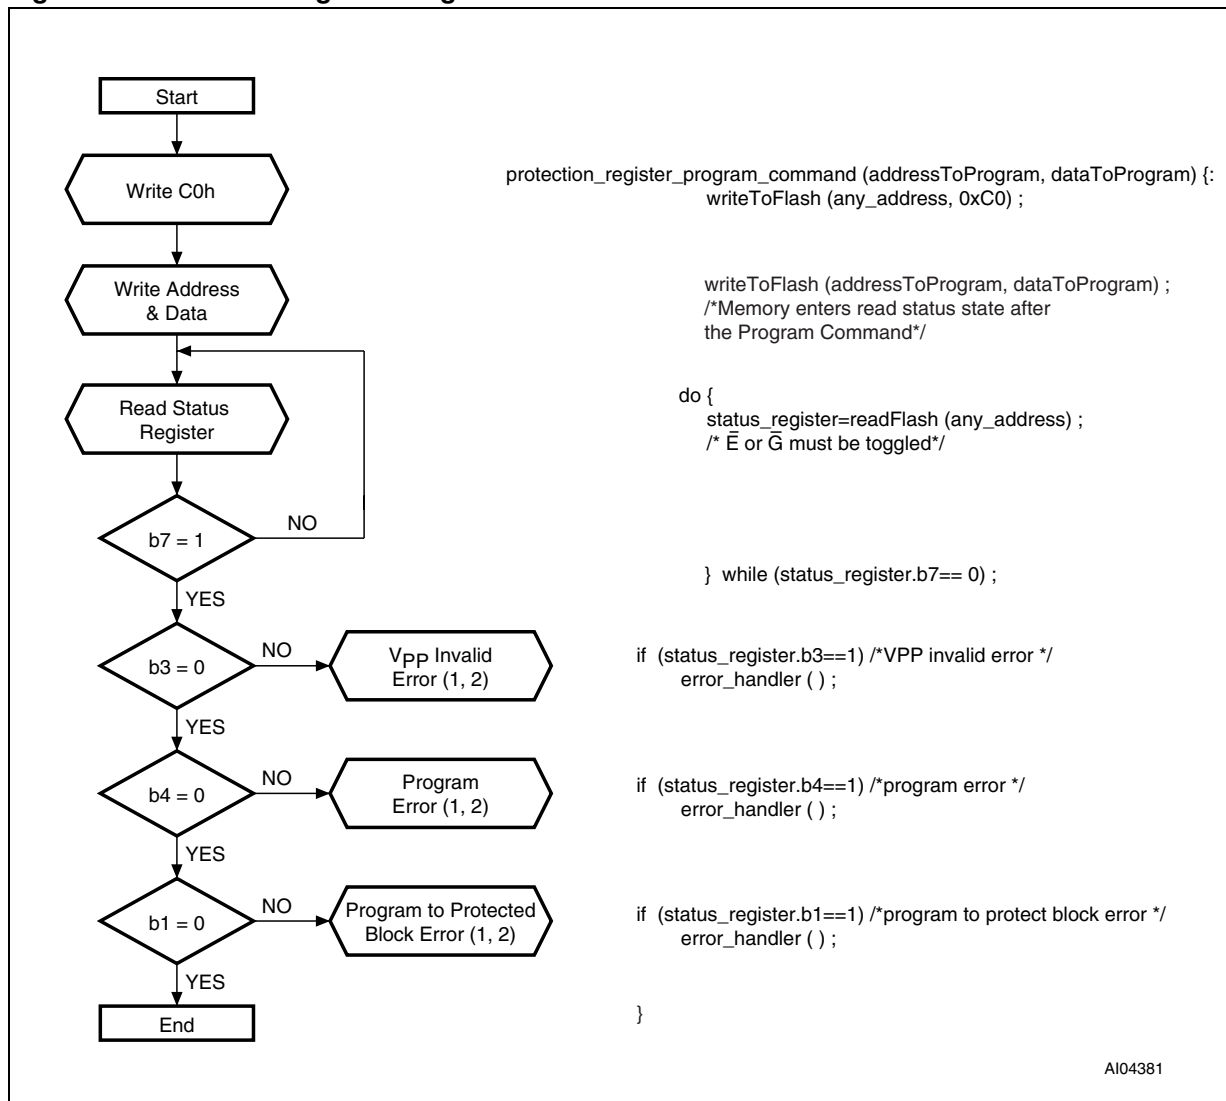 Start
Write C0h
protection_register_program_command (addressToProgram, dataToProgram) {:
writeToFlash (any_address, 0xC0) ;
Write Address
& Data
writeToFlash (addressToProgram, dataToProgram) ;
/*Memory enters read status state after
the Program Command*/
Read Status
Register
do {
status_register=readFlash (any_address) ;
/* E̅ or G̅ must be toggled*/
b7 = 1
NO
} while (status_register.b7== 0) ;
YES
b3 = 0
NO
VPP Invalid
Error (1, 2)
if (status_register.b3==1) /*VPP invalid error */
error_handler ( ) ;
YES
b4 = 0
NO
Program
Error (1, 2)
if (status_register.b4==1) /*program error */
error_handler ( ) ;
YES
b1 = 0
NO
Program to Protected
Block Error (1, 2)
if (status_register.b1==1) /*program to protect block error */
error_handler ( ) ;
YES
End
}
AI04381